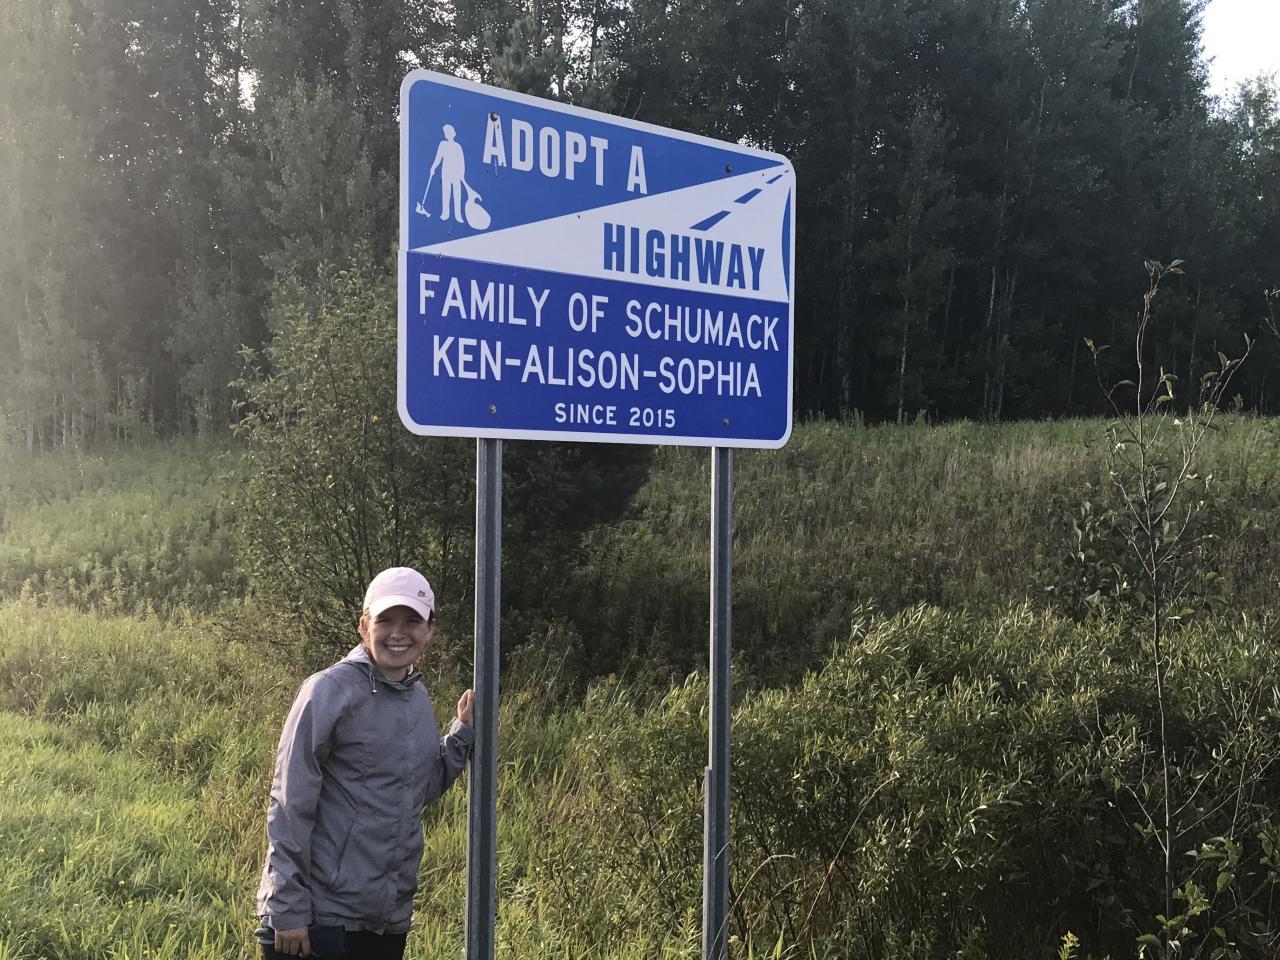 ADOPT A
HIGHWAY
FAMILY OF SCHUMACK
KEN-ALISON-SOPHIA
SINCE 2015